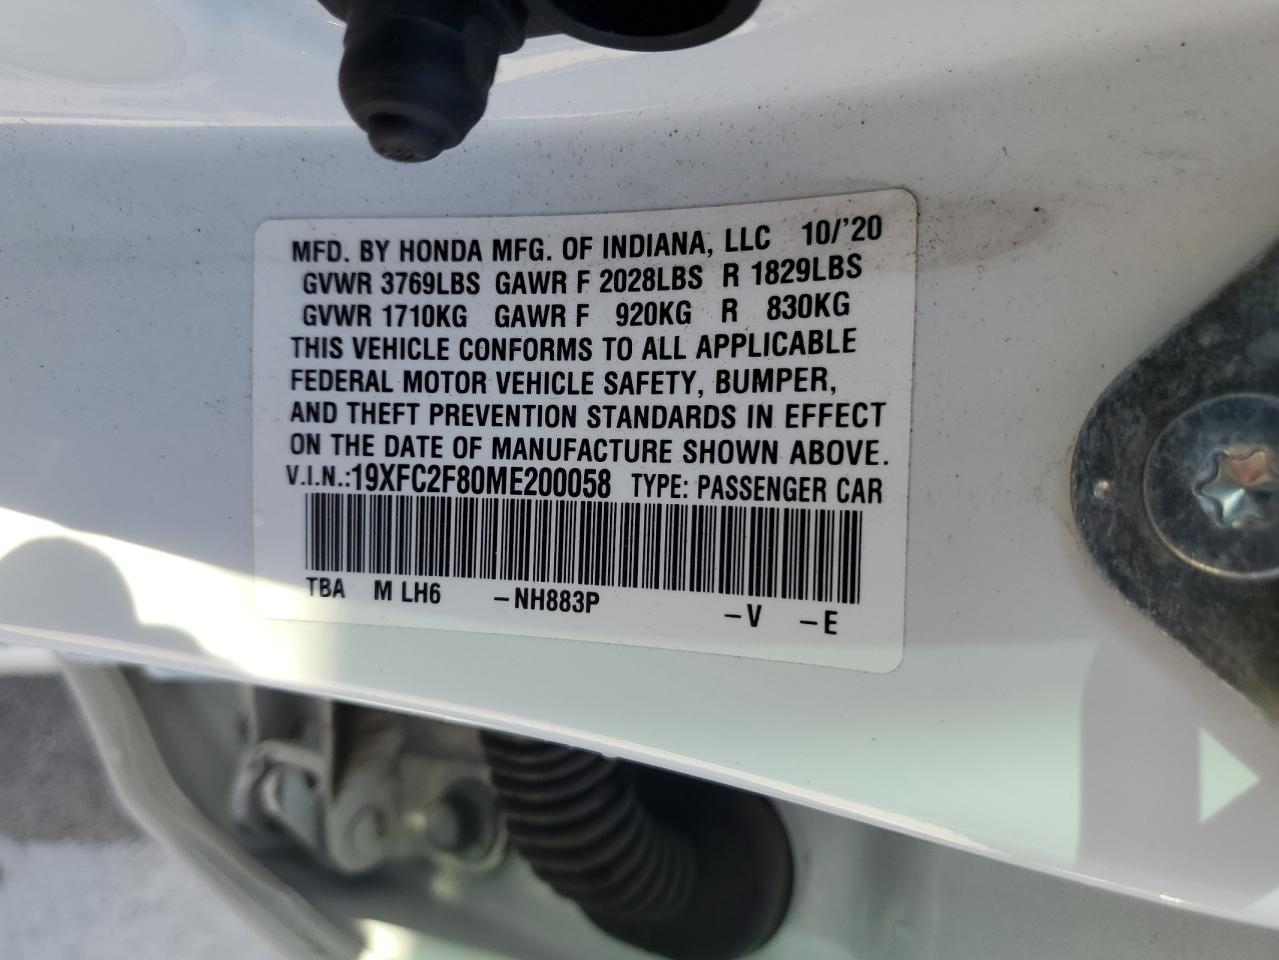 MFD. BY HONDA MFG. OF INDIANA, LLC 10/'20
GVWR 3769LBS GAWR F 2028LBS R 1829LBS
GVWR 1710KG GAWR F 920KG R 830KG
THIS VEHICLE CONFORMS TO ALL APPLICABLE
FEDERAL MOTOR VEHICLE SAFETY, BUMPER,
AND THEFT PREVENTION STANDARDS IN EFFECT
ON THE DATE OF MANUFACTURE SHOWN ABOVE.
V.I.N.:19XFC2F80ME200058 TYPE: PASSENGER CAR
TBA M LH6 –NH883P –V –E